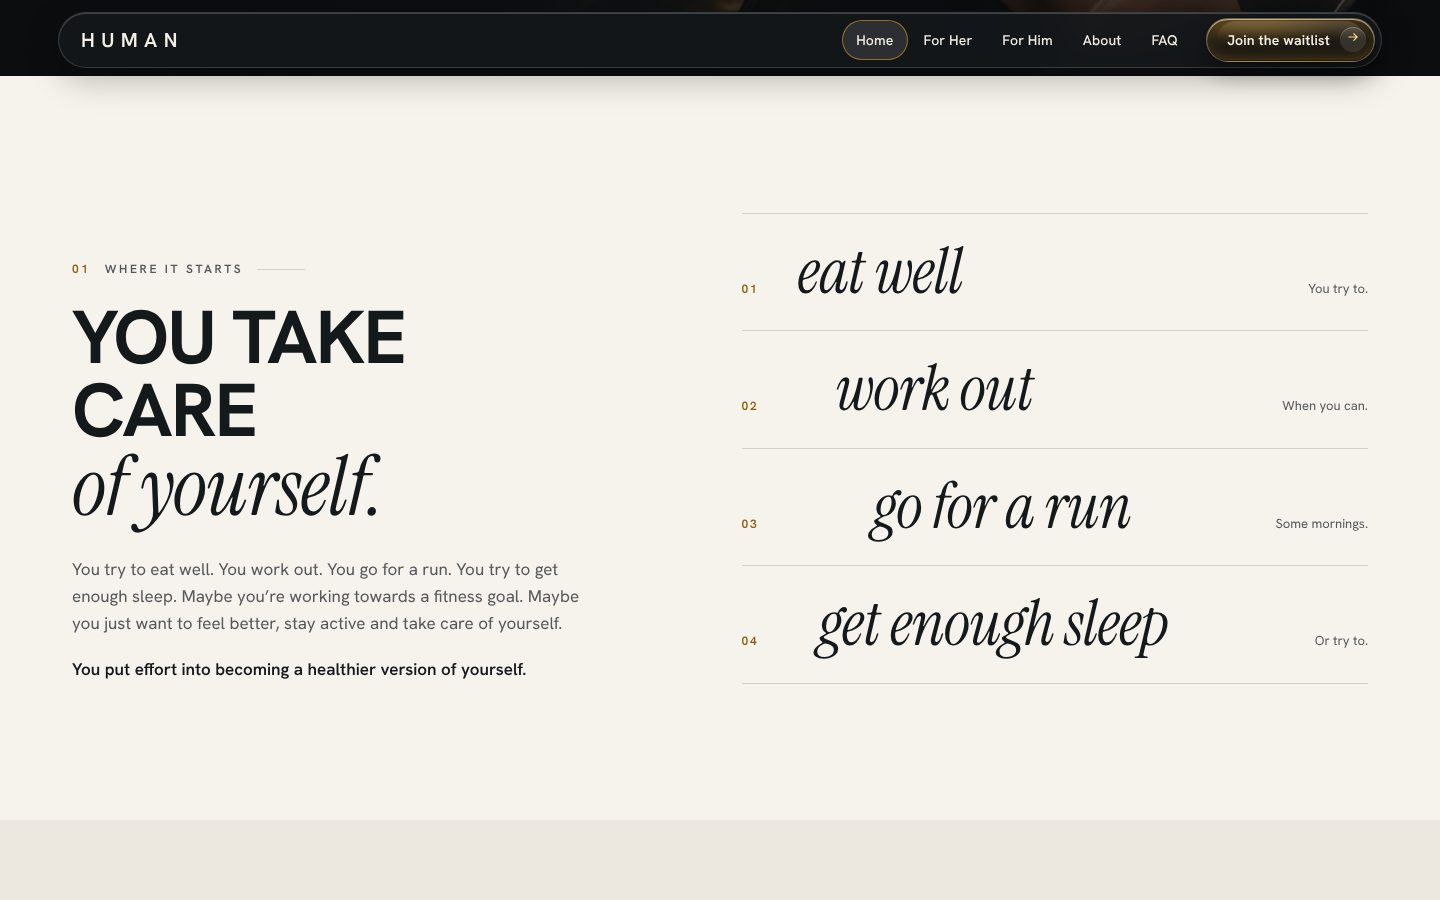 HUMAN
Home
For Her
For Him
About
FAQ
Join the waitlist →
01 WHERE IT STARTS
YOU TAKE
CARE
of yourself.
You try to eat well. You work out. You go for a run. You try to get
enough sleep. Maybe you’re working towards a fitness goal. Maybe
you just want to feel better, stay active and take care of yourself.
You put effort into becoming a healthier version of yourself.
01 eat well You try to.
02 work out When you can.
03 go for a run Some mornings.
04 get enough sleep Or try to.